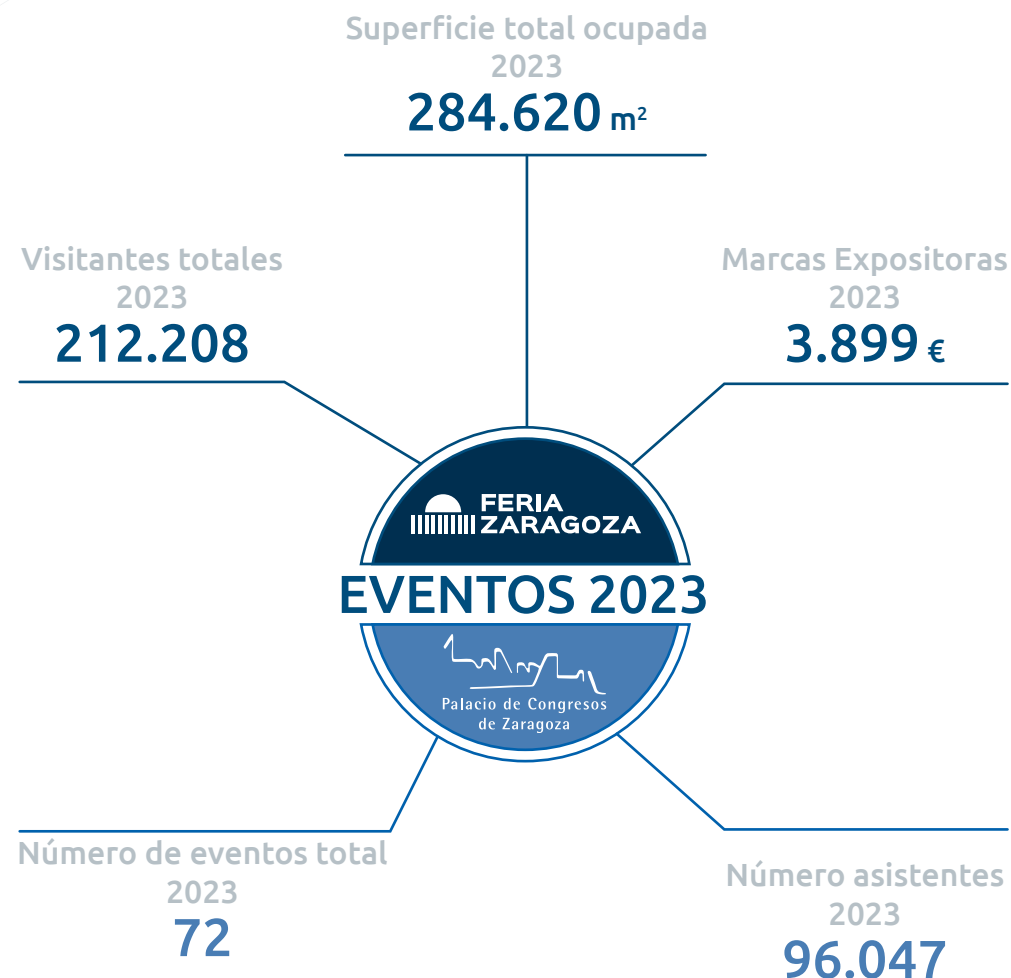 Superficie total ocupada
2023
284.620 m²
Visitantes totales
2023
212.208
Marcas Expositoras
2023
3.899 €
FERIA
ZARAGOZA
EVENTOS 2023
Palacio de Congresos
de Zaragoza
Número de eventos total
2023
72
Número asistentes
2023
96.047